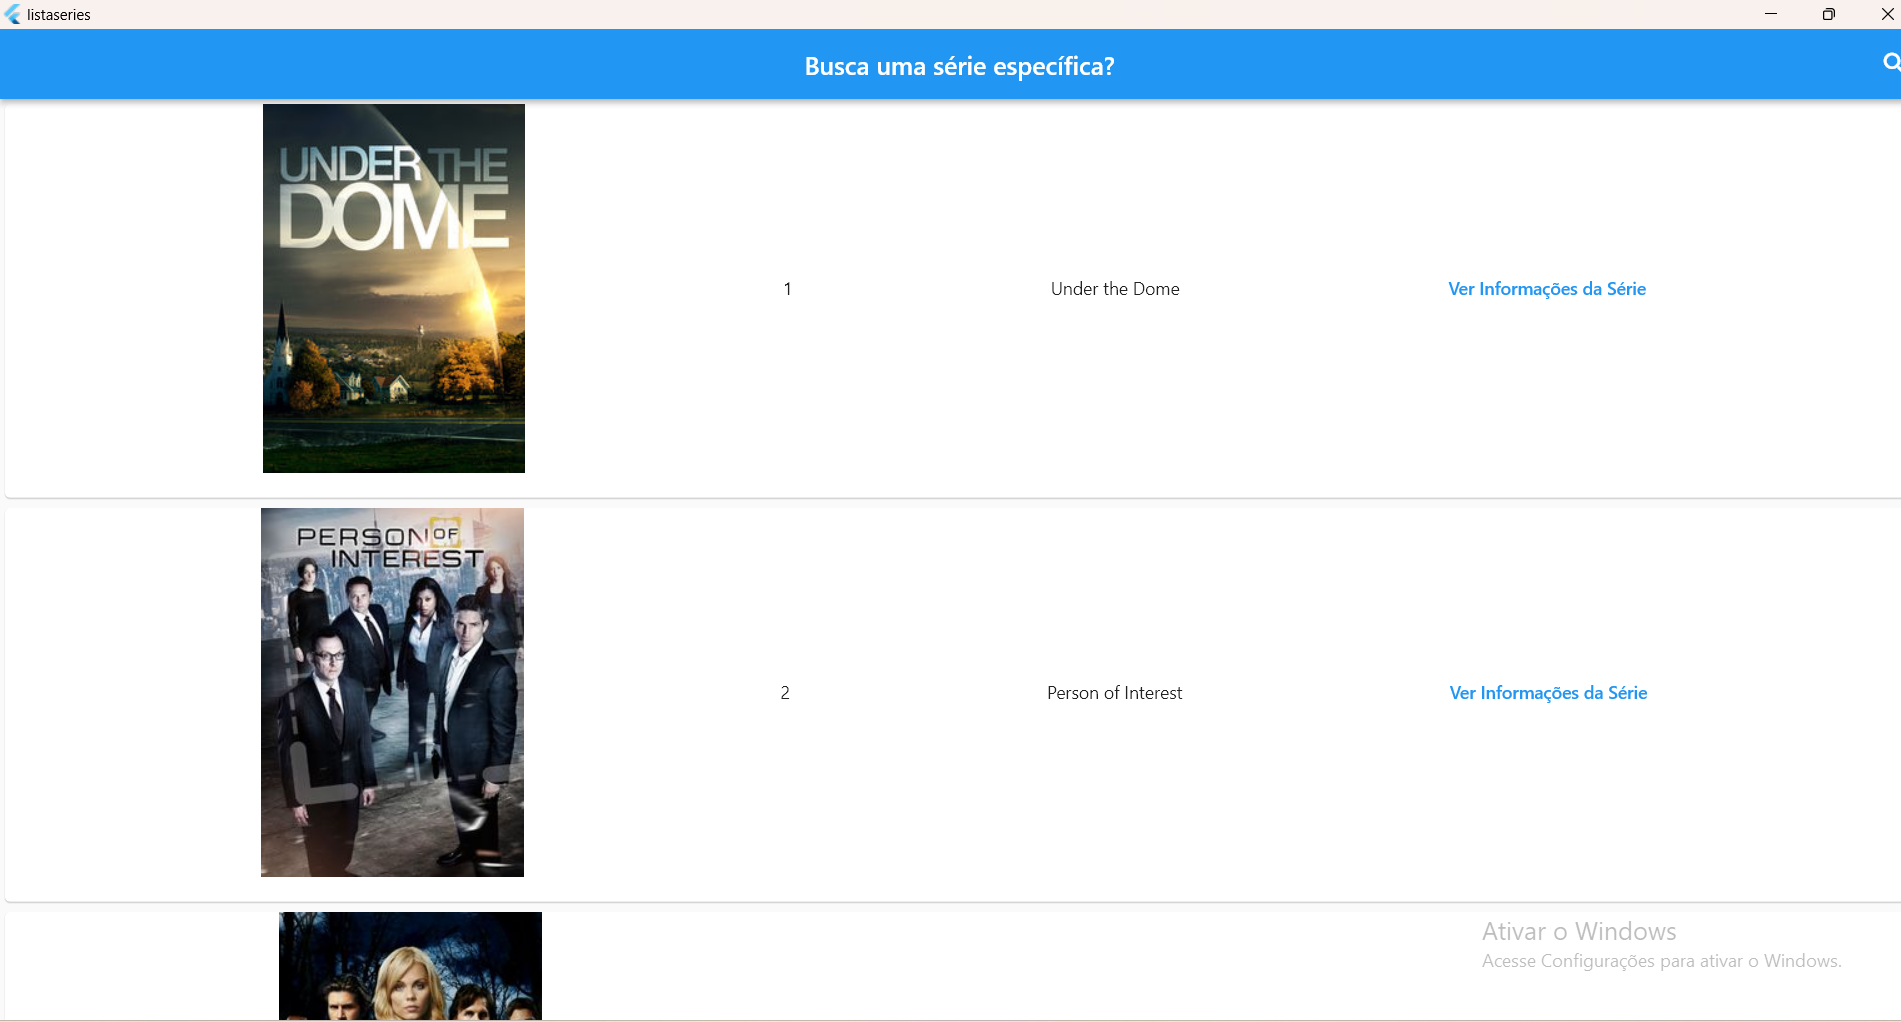 listaseries
Busca uma série específica?
UNDER THE
DOME
1
Under the Dome
Ver Informações da Série
PERSON OF
INTEREST
2
Person of Interest
Ver Informações da Série
Ativar o Windows
Acesse Configurações para ativar o Windows.